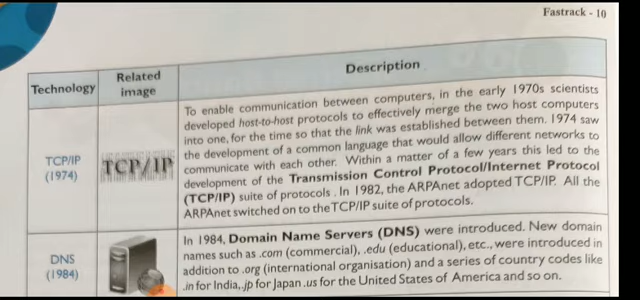 Fastrack - 10
Technology
Related
image
Description
TCP/IP
(1974)
TCP/IP
To enable communication between computers, in the early 1970s scientists
developed host-to-host protocols to effectively merge the two host computers
into one, for the time so that the link was established between them. 1974 saw
the development of a common language that would allow different networks to
communicate with each other. Within a matter of a few years this led to the
development of the Transmission Control Protocol/Internet Protocol
(TCP/IP) suite of protocols . In 1982, the ARPAnet adopted TCP/IP. All the
ARPAnet switched on to the TCP/IP suite of protocols.
DNS
(1984)
In 1984, Domain Name Servers (DNS) were introduced. New domain
names such as .com (commercial), .edu (educational), etc., were introduced in
addition to .org (international organisation) and a series of country codes like
.in for India, .jp for Japan .us for the United States of America and so on.